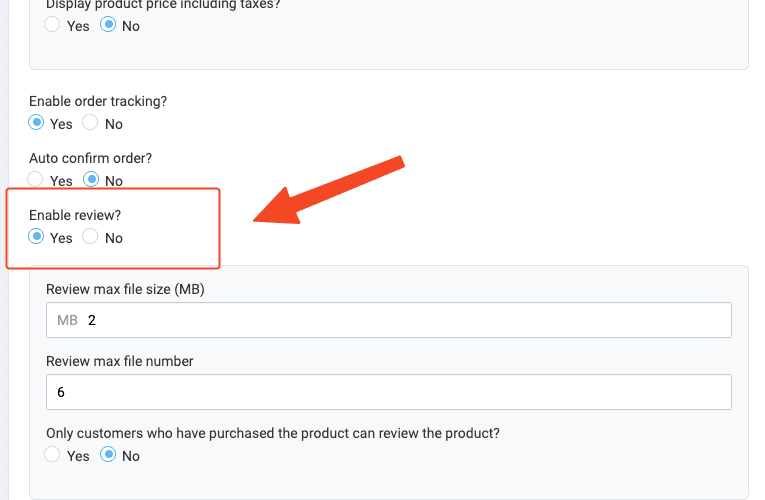 Display product price including taxes?
Yes No
Enable order tracking?
Yes No
Auto confirm order?
Yes No
Enable review?
Yes No
Review max file size (MB)
MB 2
Review max file number
6
Only customers who have purchased the product can review the product?
Yes No